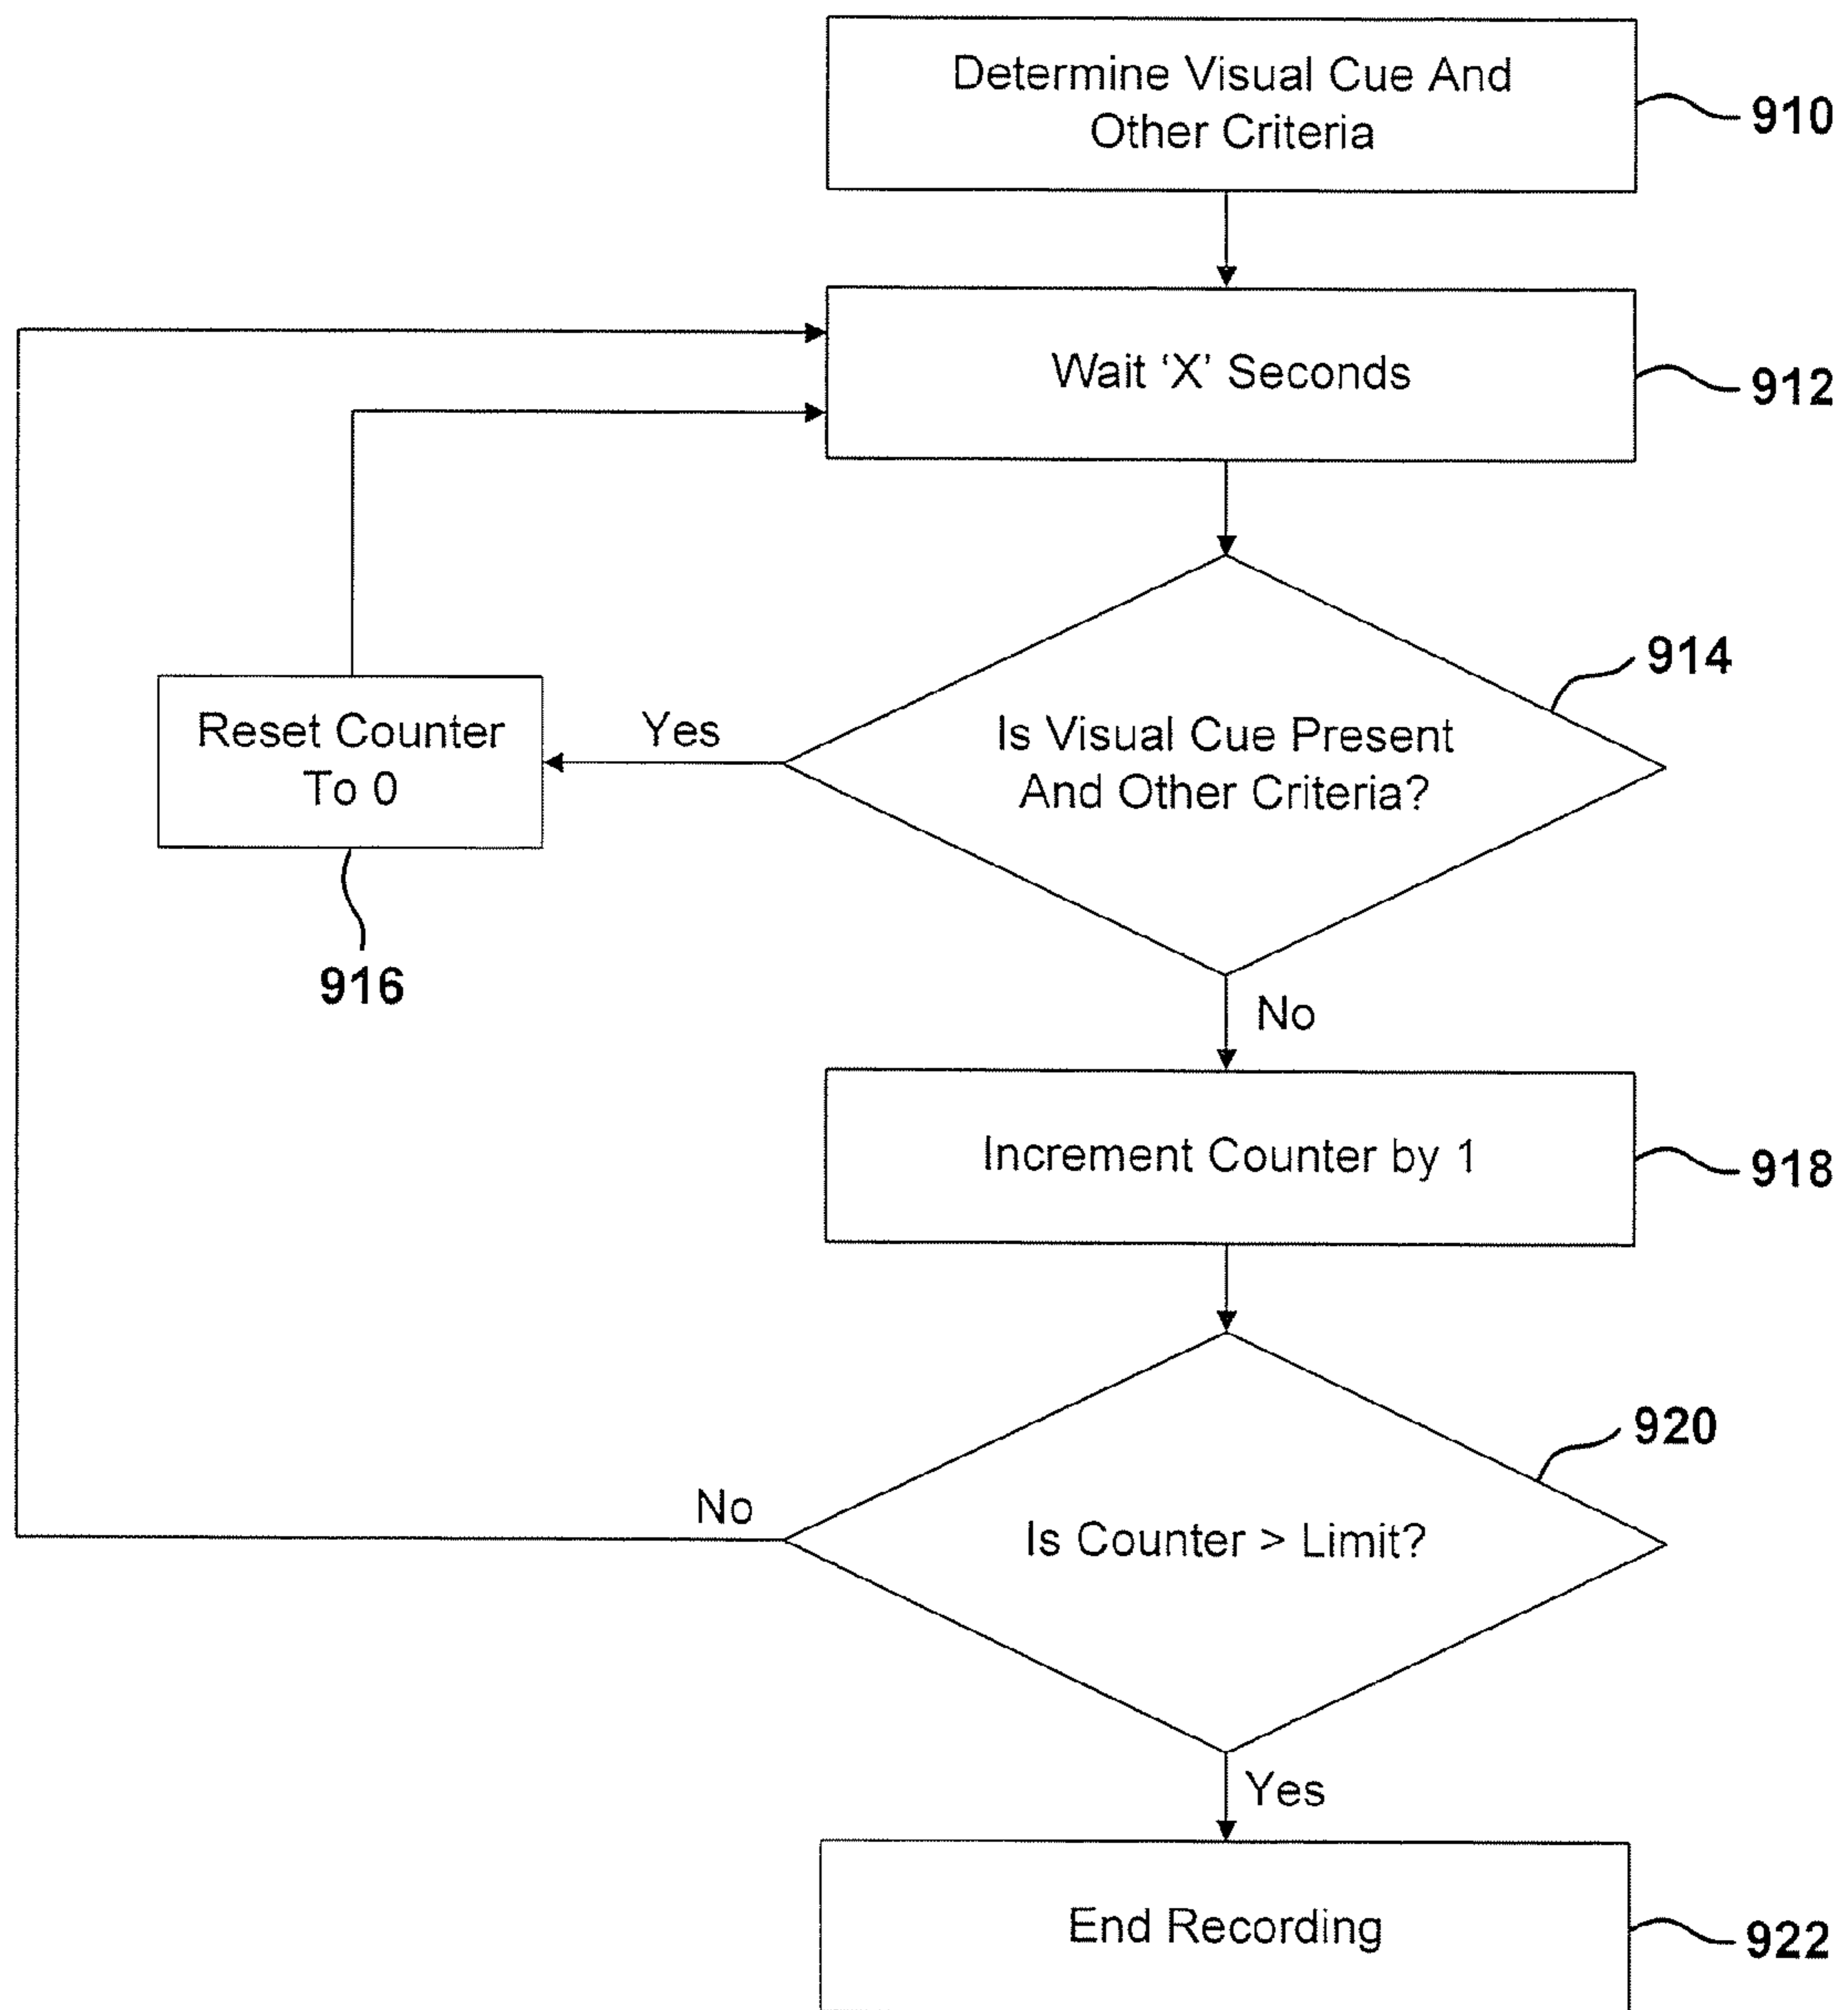 Determine Visual Cue And
Other Criteria
910
Wait ‘X’ Seconds
912
914
Is Visual Cue Present
And Other Criteria?
Yes
Reset Counter
To 0
916
No
Increment Counter by 1
918
920
Is Counter > Limit?
No
Yes
End Recording
922